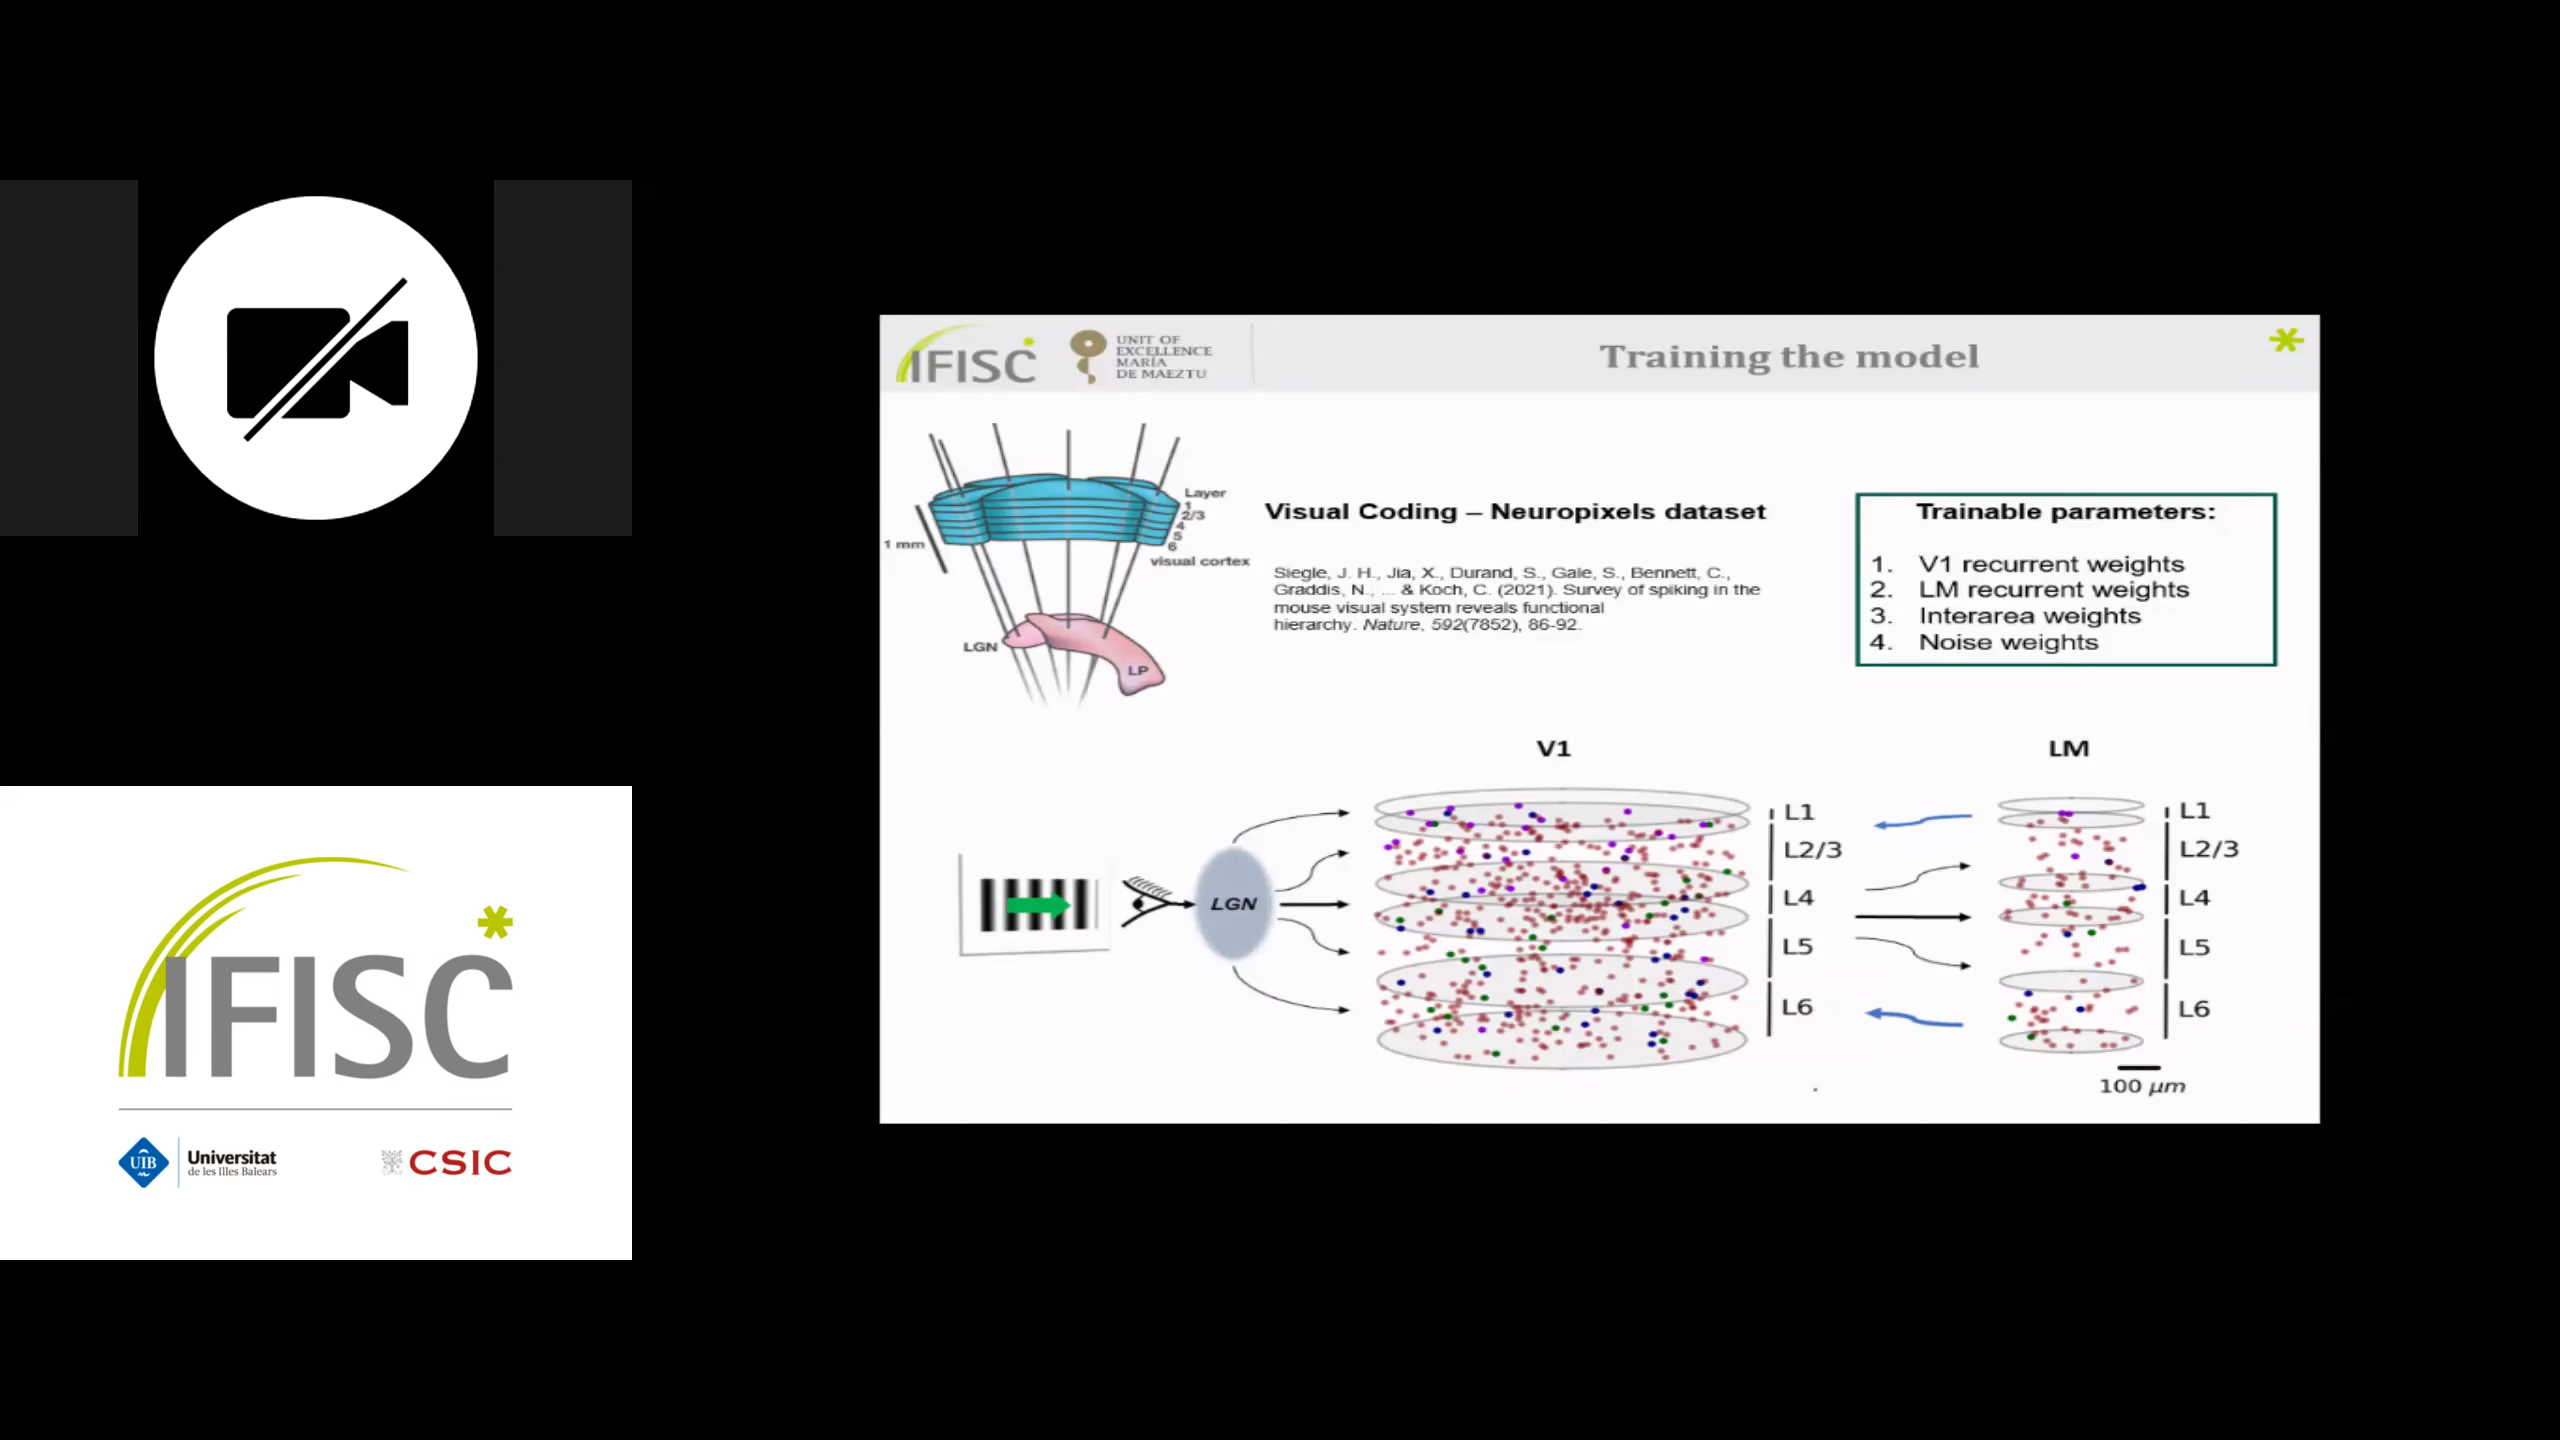 IFISC
UNIT OF
EXCELLENCE
MARÍA
DE MAEZTU
Training the model
Layer
1
2/3
4
5
6
1 mm
visual cortex
LGN
LP
Visual Coding – Neuropixels dataset
Siegle, J. H., Jia, X., Durand, S., Gale, S., Bennett, C.,
Graddis, N., ... & Koch, C. (2021). Survey of spiking in the
mouse visual system reveals functional
hierarchy. Nature, 592(7852), 86-92.
Trainable parameters:
1. V1 recurrent weights
2. LM recurrent weights
3. Interarea weights
4. Noise weights
V1
LM
LGN
L1
L2/3
L4
L5
L6
L1
L2/3
L4
L5
L6
100 µm
IFISC
UIB
Universitat
de les Illes Balears
CSIC